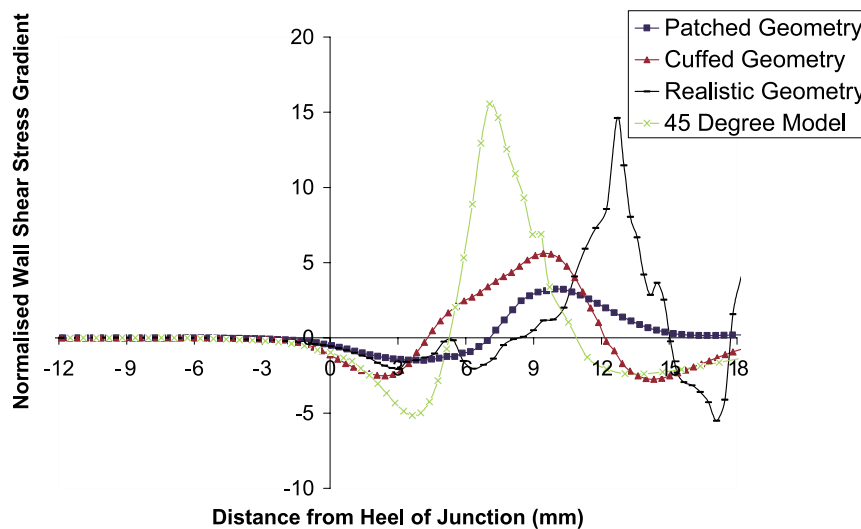 Normalised Wall Shear Stress Gradient
20
15
10
5
0
-5
-10
-12 -9 -6 -3 0 3 6 9 12 15 18
Distance from Heel of Junction (mm)
Patched Geometry
Cuffed Geometry
Realistic Geometry
45 Degree Model